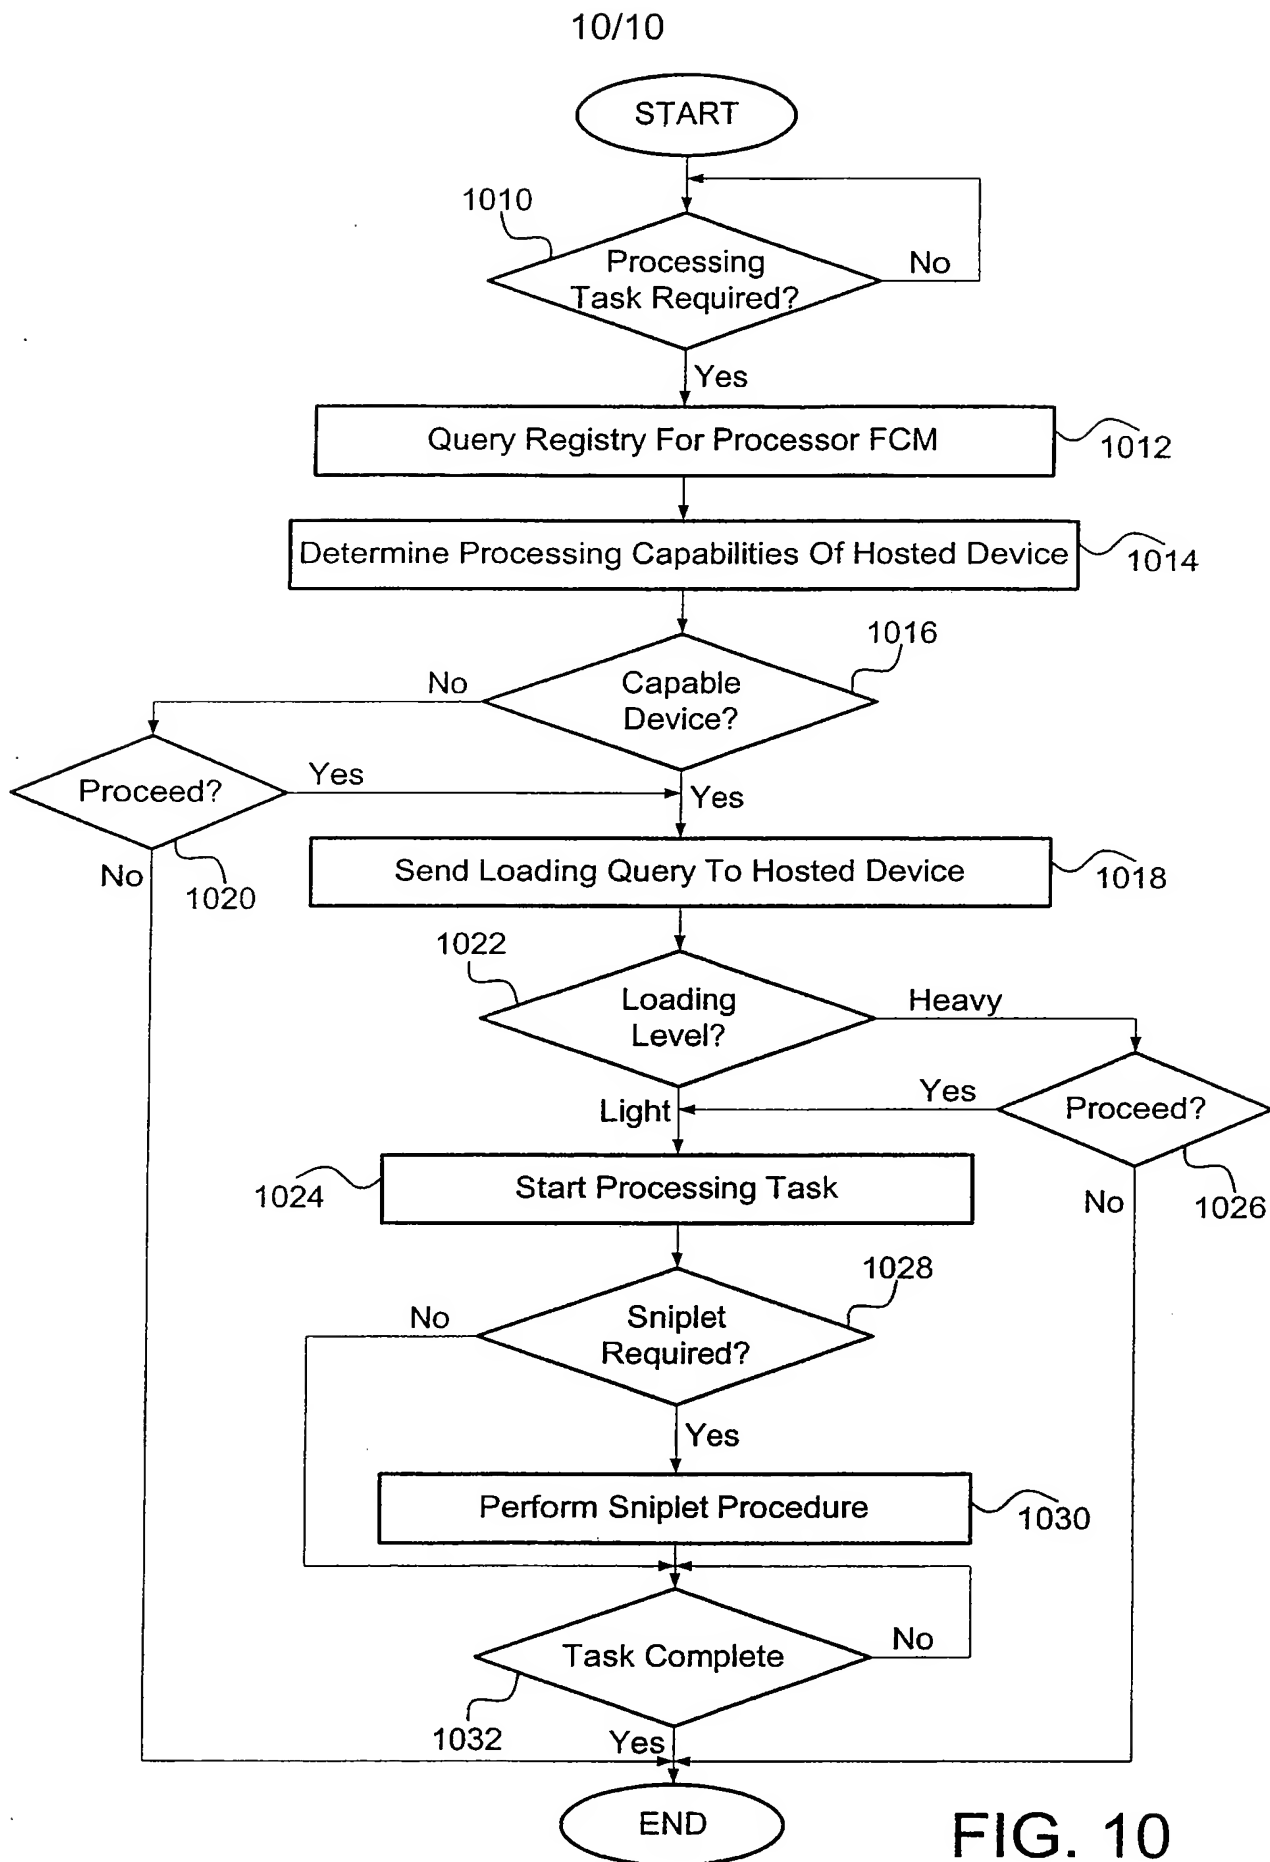 10/10
START
1010
Processing
Task Required?
No
Yes
Query Registry For Processor FCM
1012
Determine Processing Capabilities Of Hosted Device
1014
1016
Capable
Device?
No
Proceed?
Yes
Yes
No
1020
Send Loading Query To Hosted Device
1018
1022
Loading
Level?
Heavy
Light
Yes
Proceed?
1026
No
1024
Start Processing Task
1028
No
Sniplet
Required?
Yes
Perform Sniplet Procedure
1030
Task Complete
No
1032
Yes
END
FIG. 10